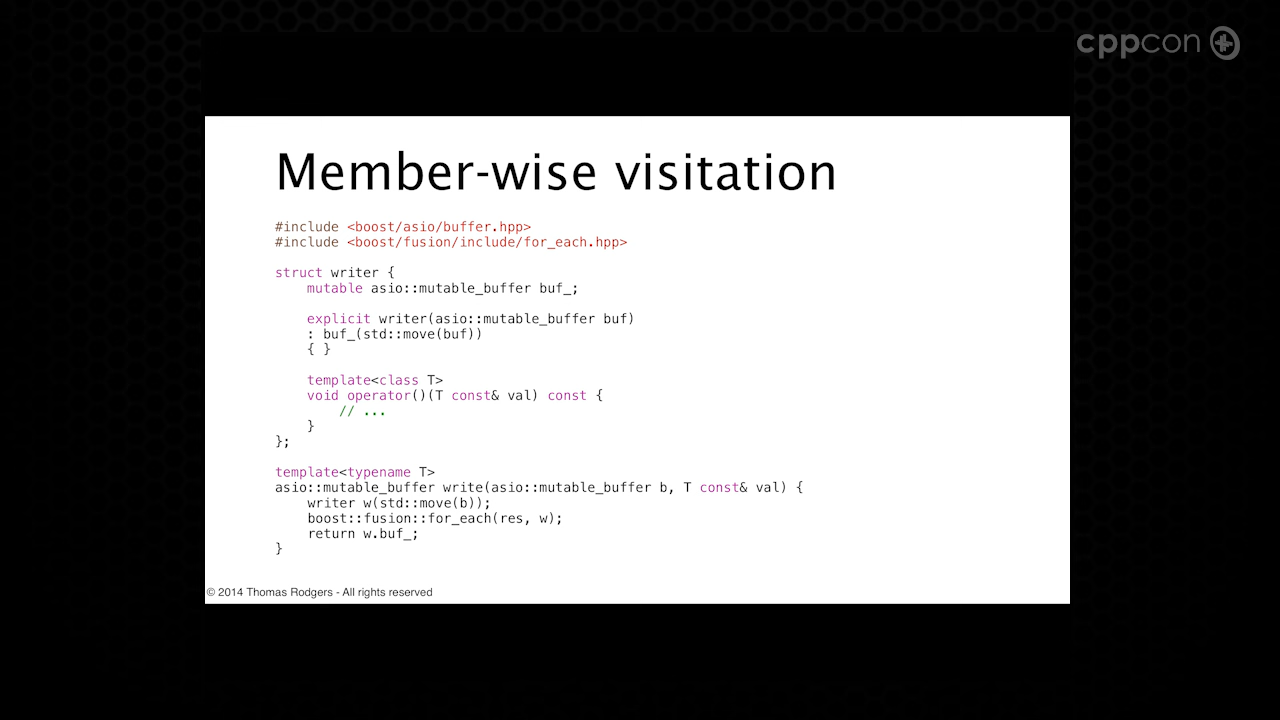 cppcon
Member-wise visitation
#include <boost/asio/buffer.hpp>
#include <boost/fusion/include/for_each.hpp>
struct writer {
    mutable asio::mutable_buffer buf_;
    explicit writer(asio::mutable_buffer buf)
    : buf_(std::move(buf))
    { }
    template<class T>
    void operator()(T const& val) const {
        // ...
    }
};
template<typename T>
asio::mutable_buffer write(asio::mutable_buffer b, T const& val) {
    writer w(std::move(b));
    boost::fusion::for_each(res, w);
    return w.buf_;
}
© 2014 Thomas Rodgers - All rights reserved